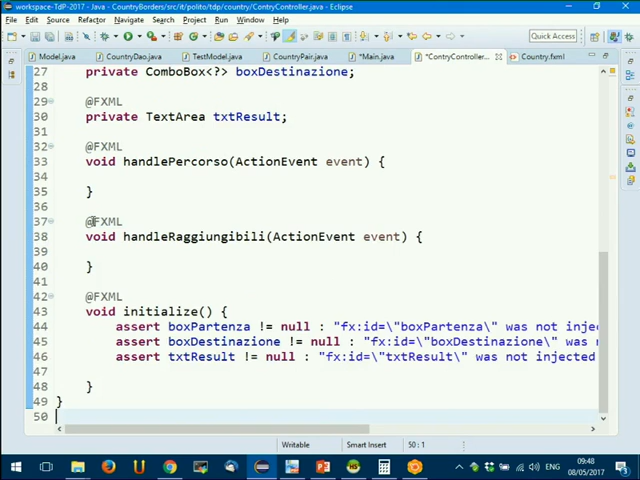 workspace-TdP-2017 - Java - CountryBorders/src/it/polito/tdp/country/ContryController.java - Eclipse
File Edit Source Refactor Navigate Search Project Run Window Help
Quick Access
Model.java CountryDao.java TestModel.java CountryPair.java *Main.java *ContryController... Country.fxml
27 private ComboBox<?> boxDestinazione;
28
29 @FXML
30 private TextArea txtResult;
31
32 @FXML
33 void handlePercorso(ActionEvent event) {
34
35 }
36
37 @FXML
38 void handleRaggiungibili(ActionEvent event) {
39
40 }
41
42 @FXML
43 void initialize() {
44 assert boxPartenza != null : "fx:id=\"boxPartenza\" was not injec
45 assert boxDestinazione != null : "fx:id=\"boxDestinazione\" was n
46 assert txtResult != null : "fx:id=\"txtResult\" was not injected
47
48 }
49 }
50
Writable Smart Insert 50 : 1
ENG 09:48
08/05/2017